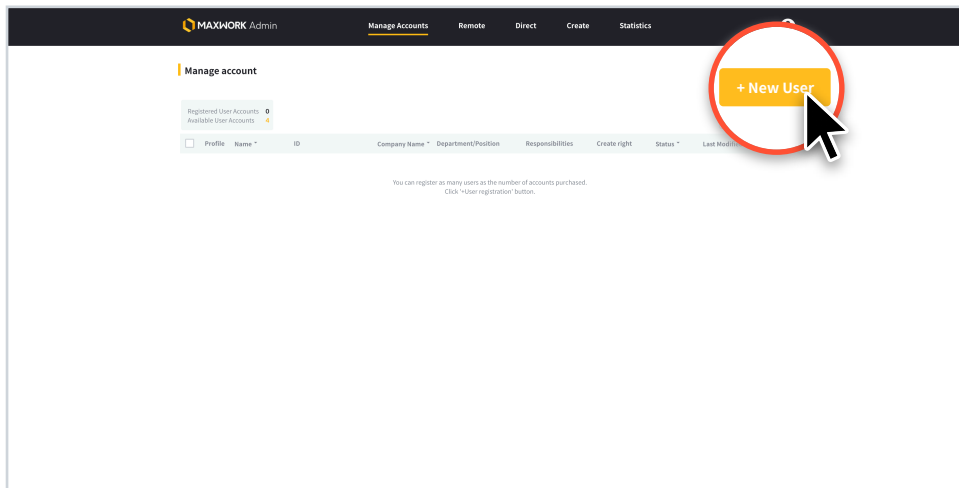 MAXWORK Admin
Manage Accounts Remote Direct Create Statistics
Manage account
+ New User
Registered User Accounts 0
Available User Accounts 4
Profile Name ID Company Name Department/Position Responsibilities Create right Status Last
You can register as many users as the number of accounts purchased.
Click '+User registration' button.